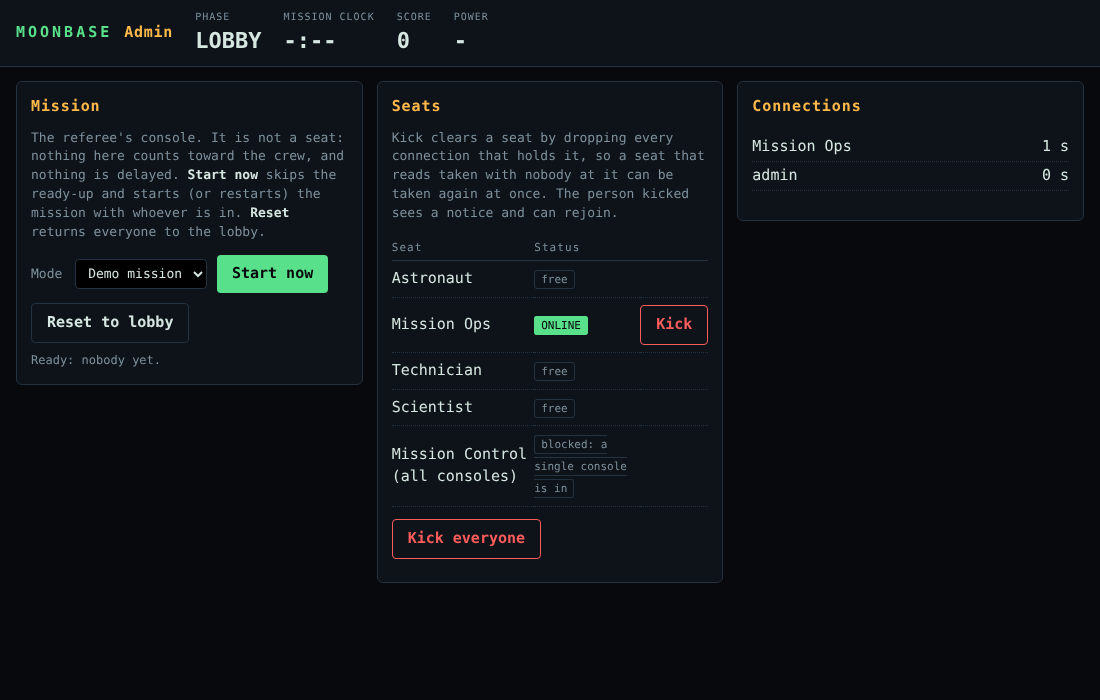 MOONBASE Admin
PHASE
LOBBY
MISSION CLOCK
-:--
SCORE
0
POWER
-
Mission
The referee's console. It is not a seat:
nothing here counts toward the crew, and
nothing is delayed. Start now skips the
ready-up and starts (or restarts) the
mission with whoever is in. Reset
returns everyone to the lobby.
Mode Demo mission Start now
Reset to lobby
Ready: nobody yet.
Seats
Kick clears a seat by dropping every
connection that holds it, so a seat that
reads taken with nobody at it can be
taken again at once. The person kicked
sees a notice and can rejoin.
Seat Status
Astronaut free
Mission Ops ONLINE Kick
Technician free
Scientist free
Mission Control
(all consoles)
blocked: a
single console
is in
Kick everyone
Connections
Mission Ops 1 s
admin 0 s